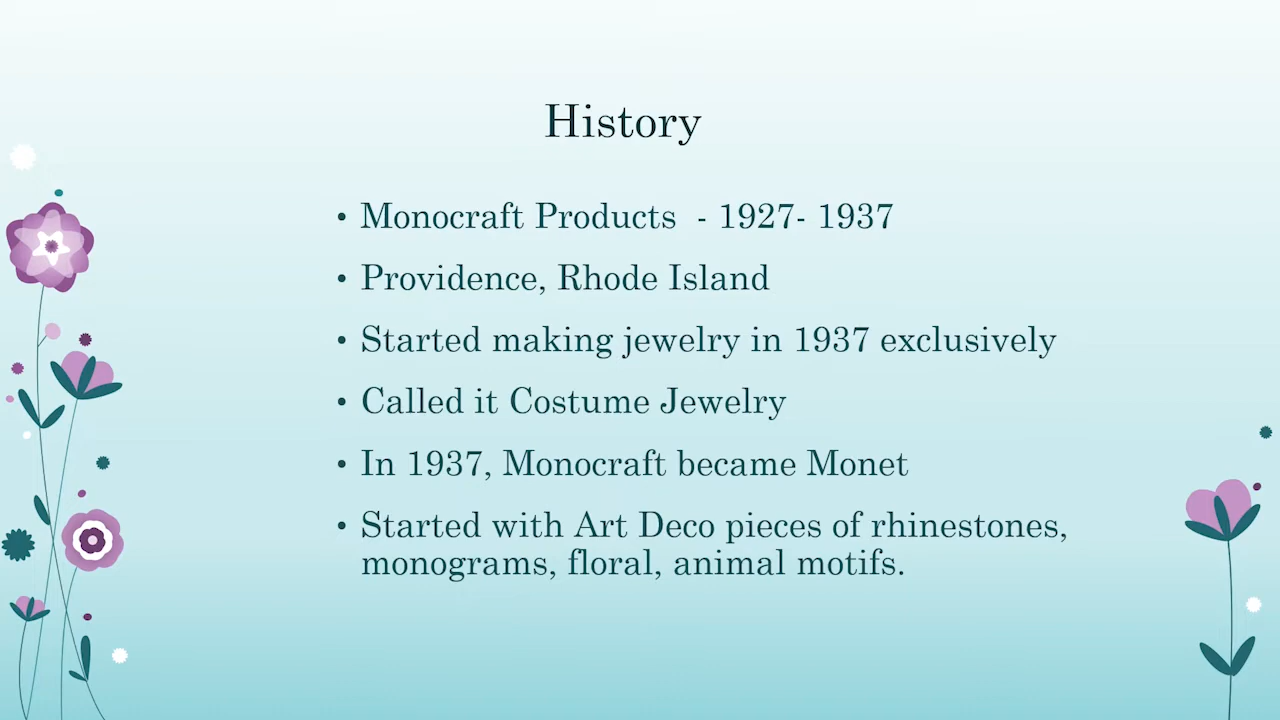 History
• Monocraft Products  - 1927- 1937
• Providence, Rhode Island
• Started making jewelry in 1937 exclusively
• Called it Costume Jewelry
• In 1937, Monocraft became Monet
• Started with Art Deco pieces of rhinestones,
monograms, floral, animal motifs.